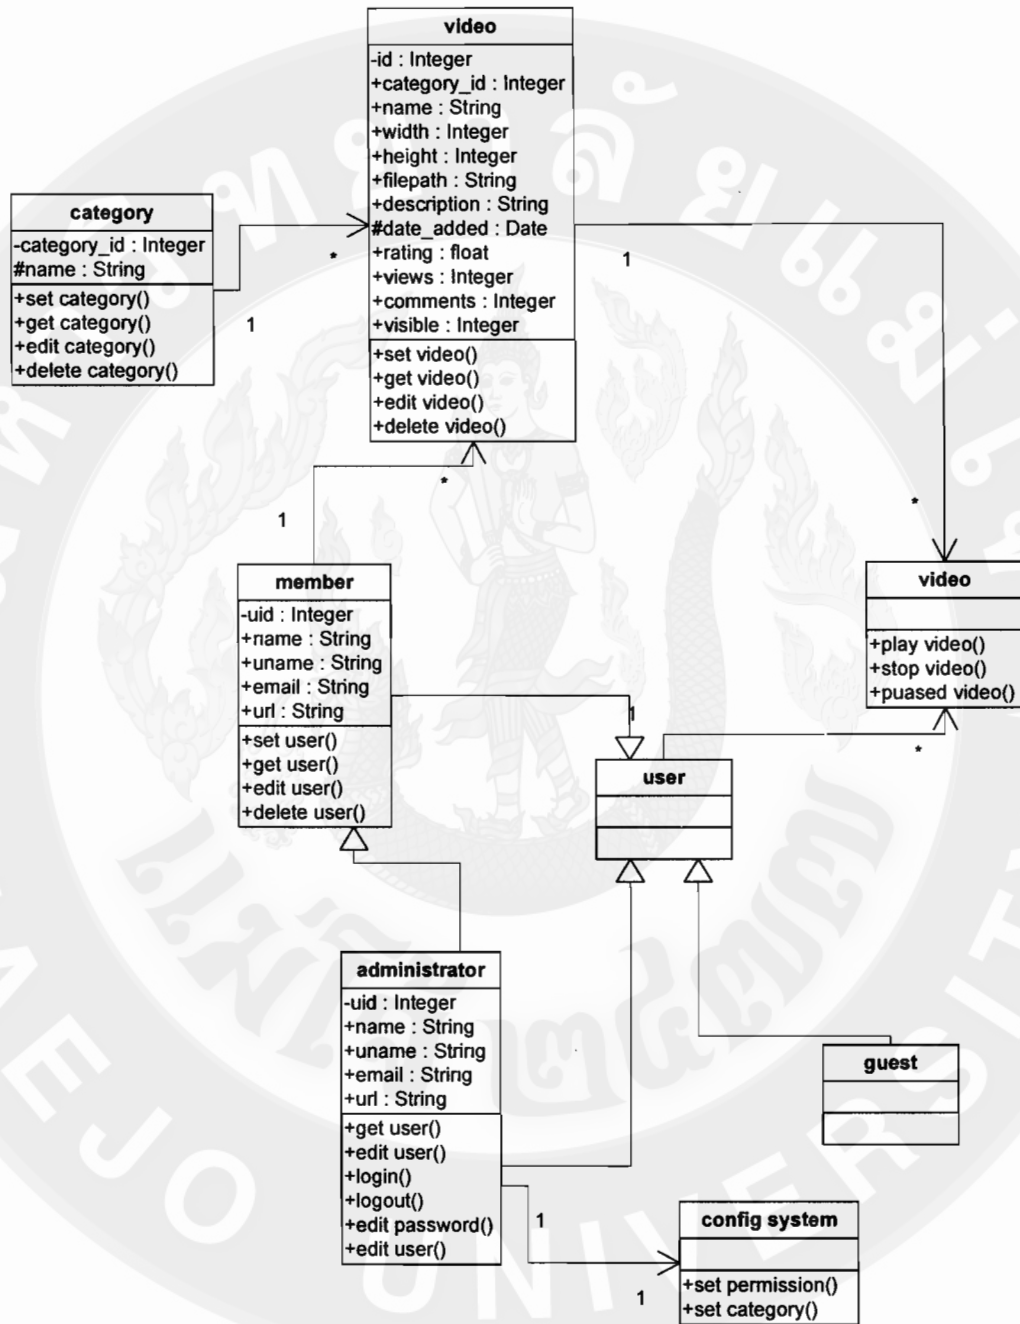 video
-id : Integer
+category_id : Integer
+name : String
+width : Integer
+height : Integer
+filepath : String
+description : String
#date_added : Date
+rating : float
+views : Integer
+comments : Integer
+visible : Integer
+set video()
+get video()
+edit video()
+delete video()
category
-category_id : Integer
#name : String
+set category()
+get category()
+edit category()
+delete category()
1
*
1
*
1
*
member
-uid : Integer
+name : String
+uname : String
+email : String
+url : String
+set user()
+get user()
+edit user()
+delete user()
video
+play video()
+stop video()
+puased video()
1
*
user
administrator
-uid : Integer
+name : String
+uname : String
+email : String
+url : String
+get user()
+edit user()
+login()
+logout()
+edit password()
+edit user()
guest
1
1
config system
+set permission()
+set category()
UNIVERSITY